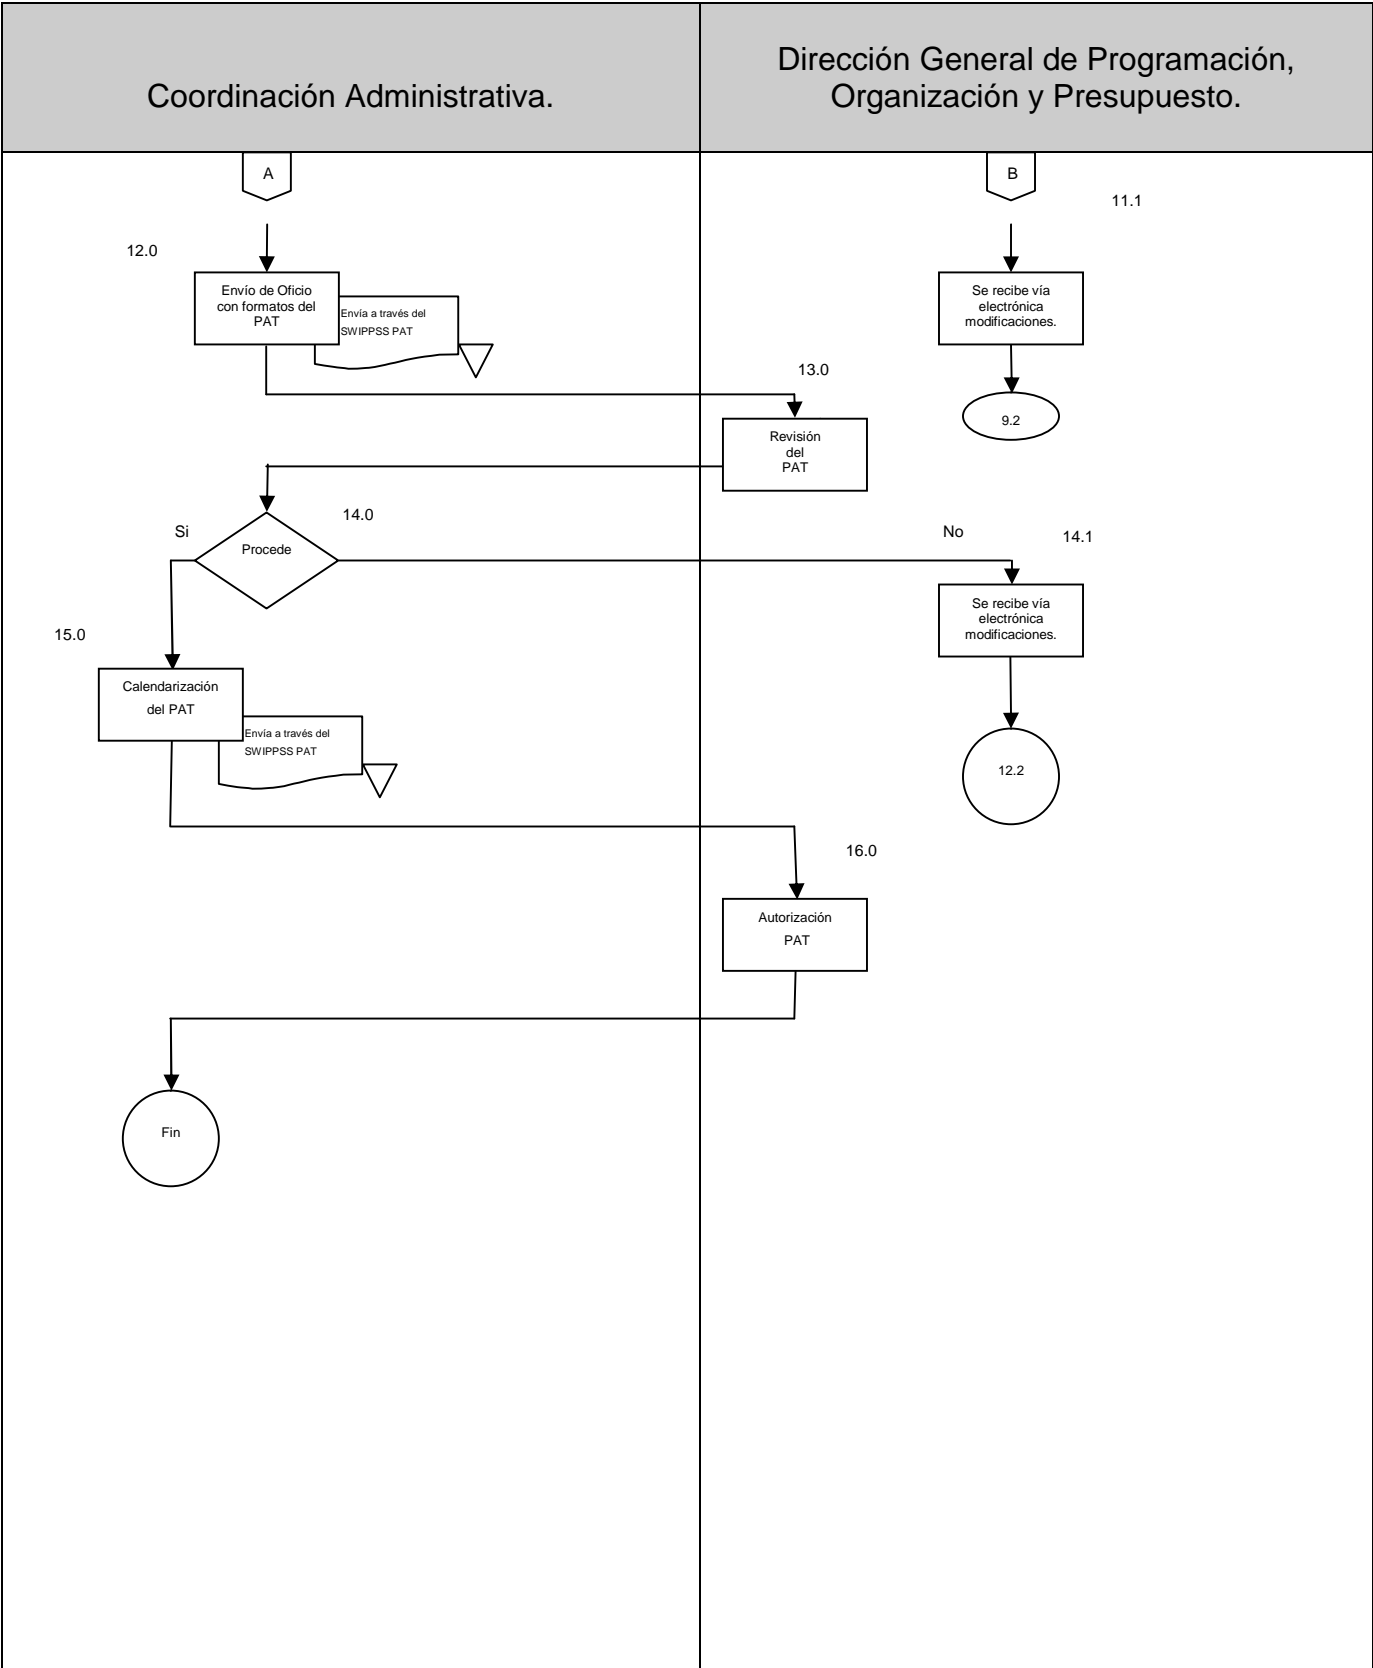 Coordinación Administrativa.
Dirección General de Programación,
Organización y Presupuesto.
A
B
11.1
12.0
Envío de Oficio
con formatos del
PAT
Envía a través del
SWIPPSS PAT
Se recibe vía
electrónica
modificaciones.
13.0
9.2
Revisión
del
PAT
Si
14.0
Procede
No
14.1
Se recibe vía
electrónica
modificaciones.
15.0
Calendarización
del PAT
Envía a través del
SWIPPSS PAT
12.2
16.0
Autorización
PAT
Fin